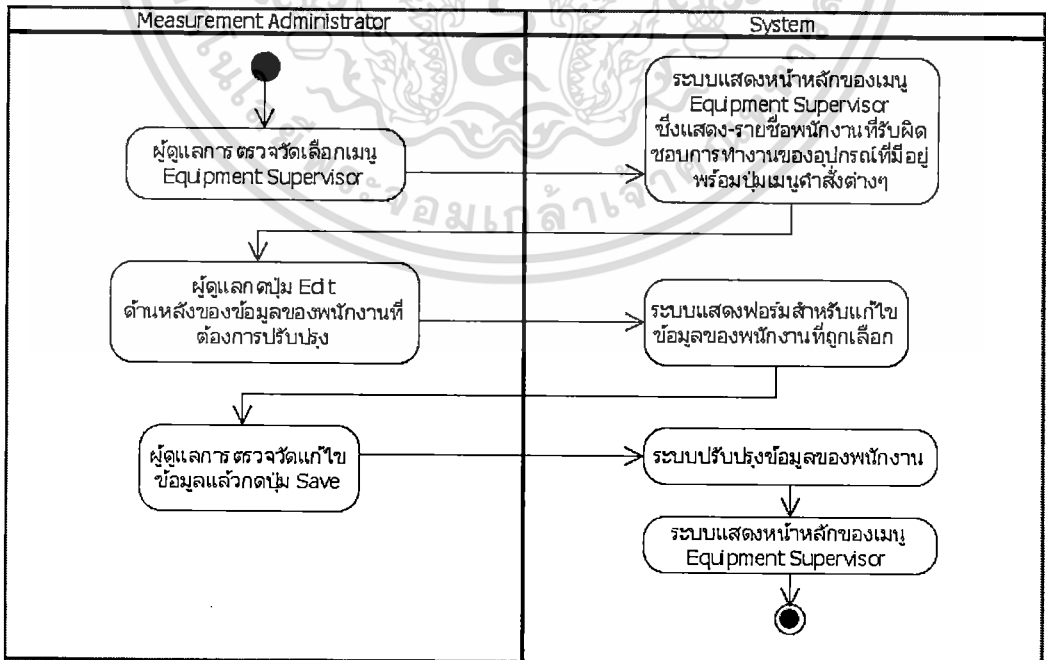 Measurement Administrator
System
ผู้ดูแลการตรวจวัดเลือกเมนู
Equipment Supervisor
ระบบแสดงหน้าหลักของเมนู
Equipment Supervisor
ซึ่งแสดง-รายชื่อพนักงานที่รับผิด
ชอบการทำงานของอุปกรณ์ที่มีอยู่
พร้อมปุ่มเมนูคำสั่งต่างๆ
พระจอมเกล้าเจ้า
ผู้ดูแลกดปุ่ม Edit
ด้านหลังของข้อมูลของพนักงานที่
ต้องการปรับปรุง
ระบบแสดงฟอร์มสำหรับแก้ไข
ข้อมูลของพนักงานที่ถูกเลือก
ผู้ดูแลการตรวจวัดแก้ไข
ข้อมูลแล้วกดปุ่ม Save
ระบบปรับปรุงข้อมูลของพนักงาน
ระบบแสดงหน้าหลักของเมนู
Equipment Supervisor